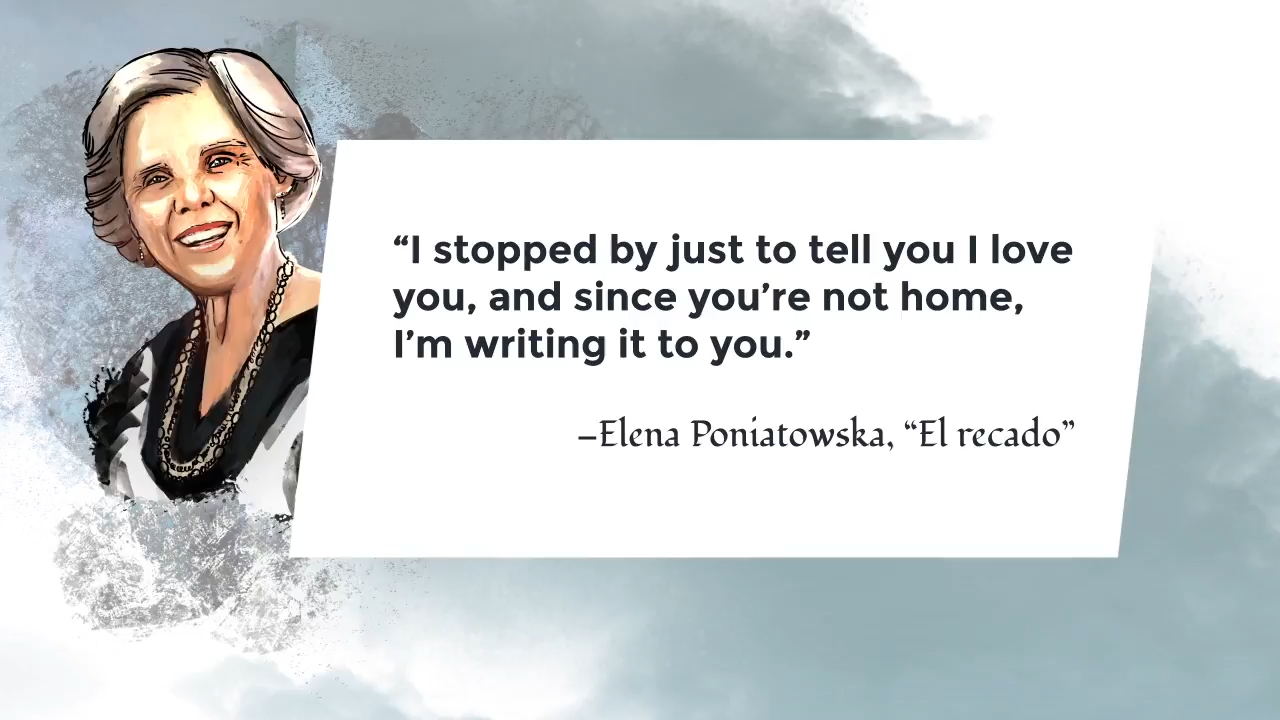 “I stopped by just to tell you I love
you, and since you’re not home,
I’m writing it to you.”
–Elena Poniatowska, “El recado”